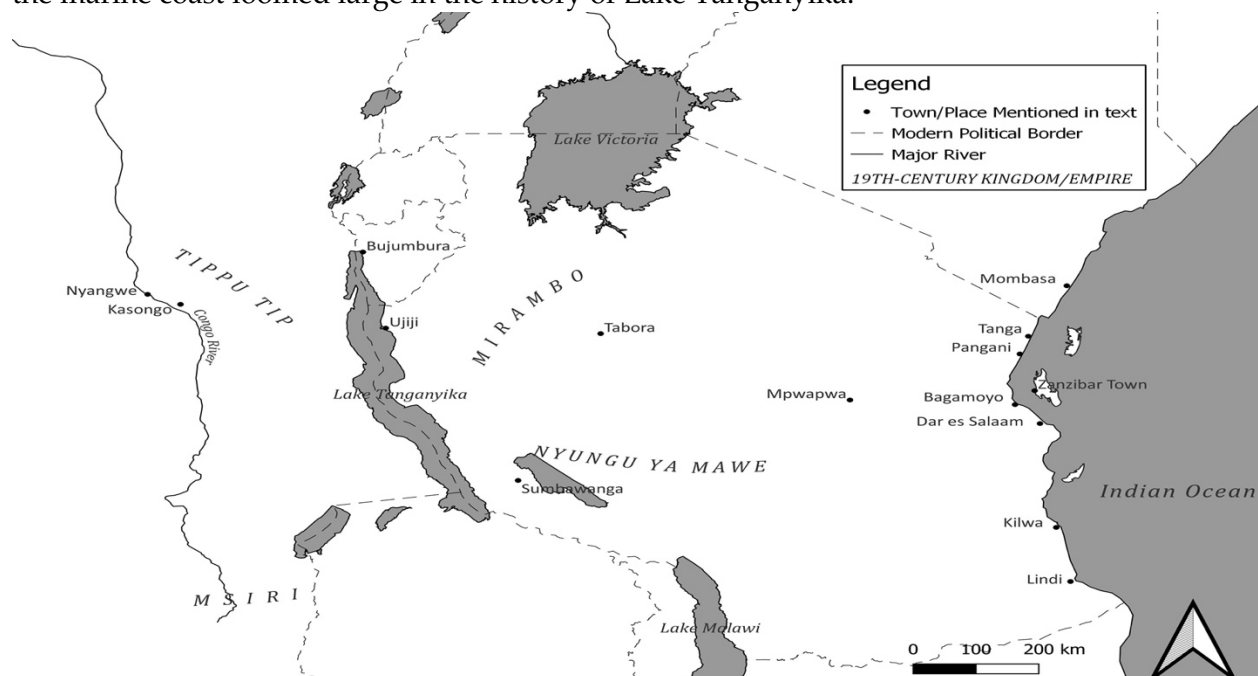 the marine coast loomed large in the history of Lake Tanganyika.
Legend
Town/Place Mentioned in text
Modern Political Border
Major River
19TH-CENTURY KINGDOM/EMPIRE
Lake Victoria
Bujumbura
TIPPU TIP
MIRAMBO
Mombasa
Nyangwe
Kasongo
Congo River
Ujiji
Tabora
Tanga
Pangani
Lake Tanganyika
Mpwapwa
Zanzibar Town
Bagamoyo
Dar es Salaam
NYUNGU YA MAWE
Sumbawanga
Indian Ocean
Kilwa
Lindi
MSIRI
Lake Malawi
0 100 200 km